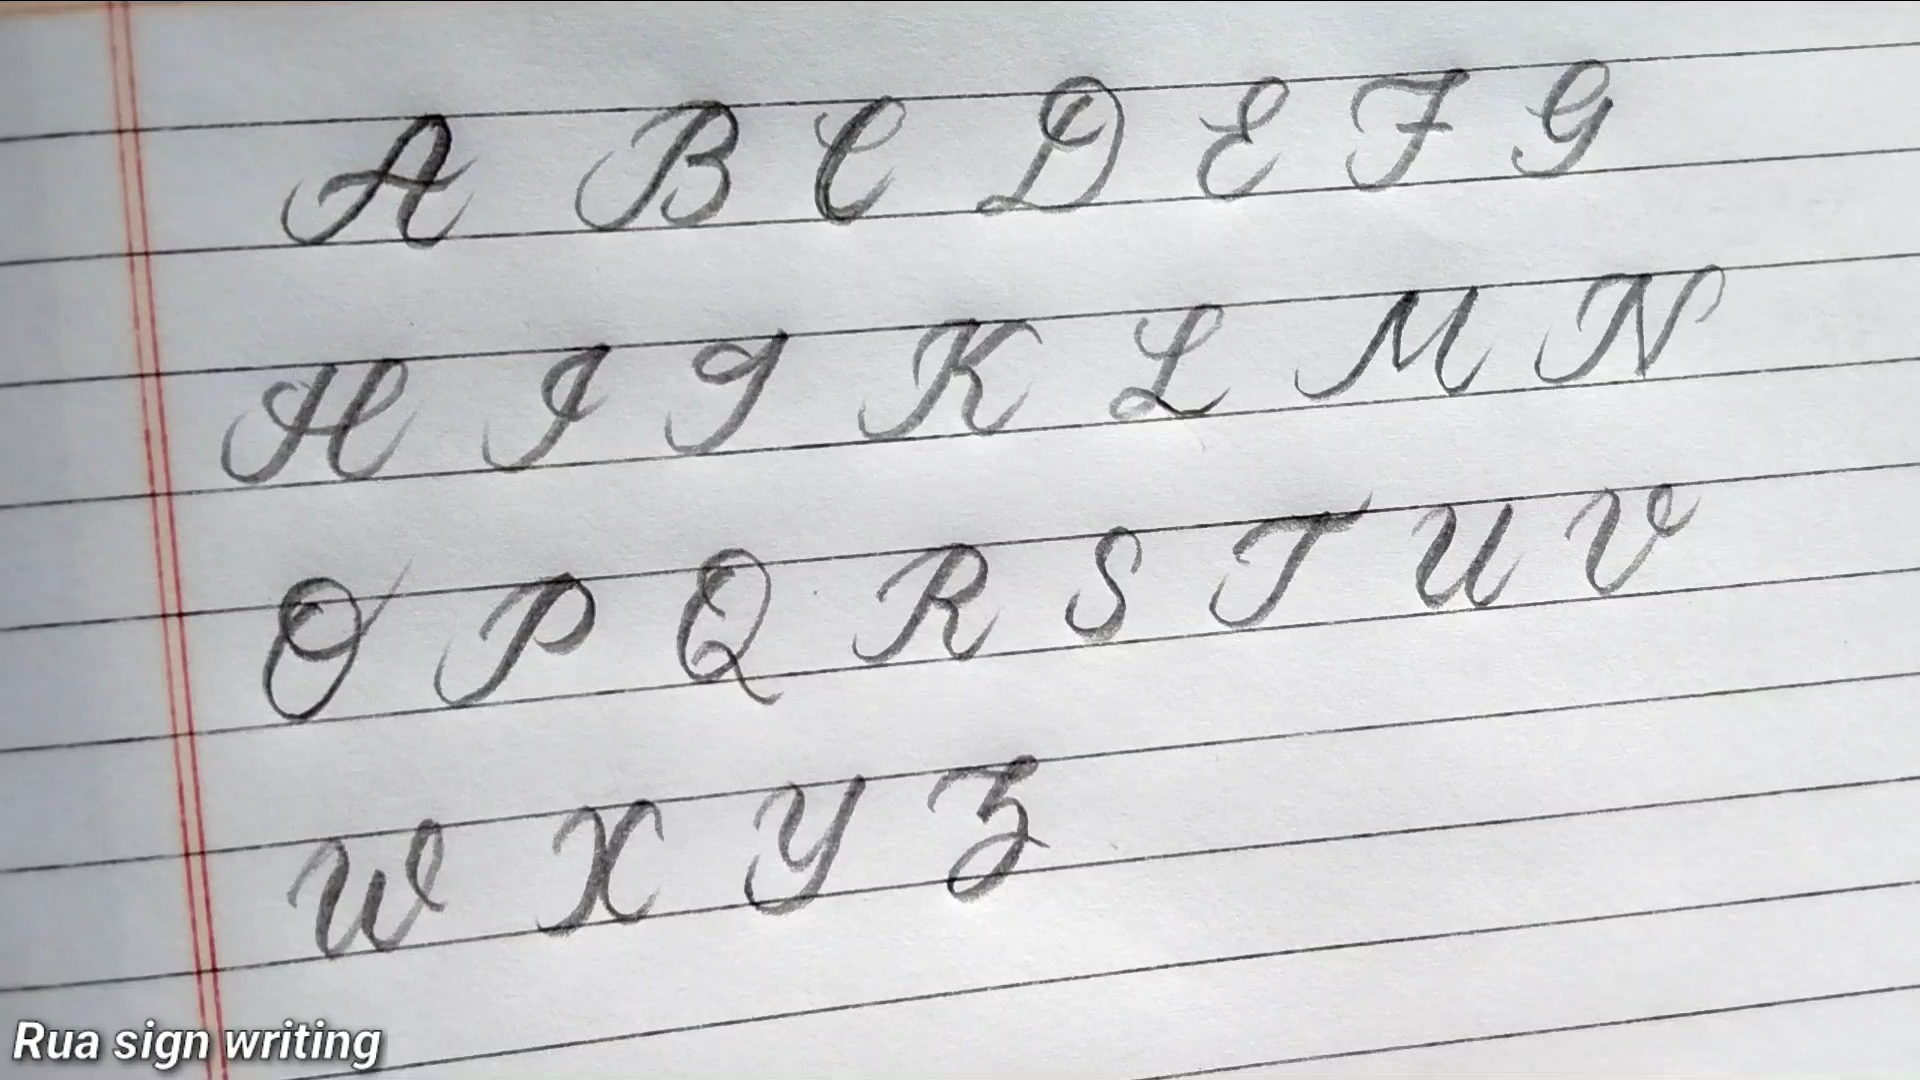 A B C D E F G
H I J K L M N
O P Q R S T U V
W X Y Z
Rua sign writing